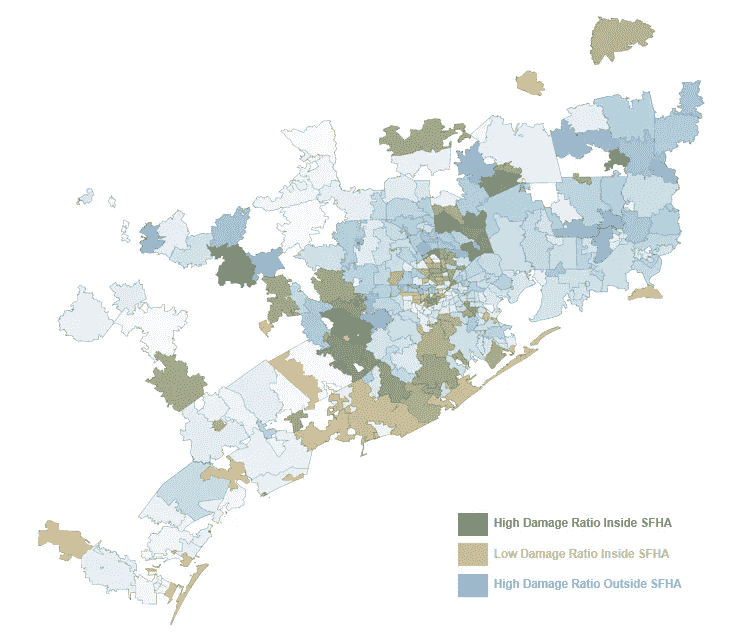 High Damage Ratio Inside SFHA
Low Damage Ratio Inside SFHA
High Damage Ratio Outside SFHA